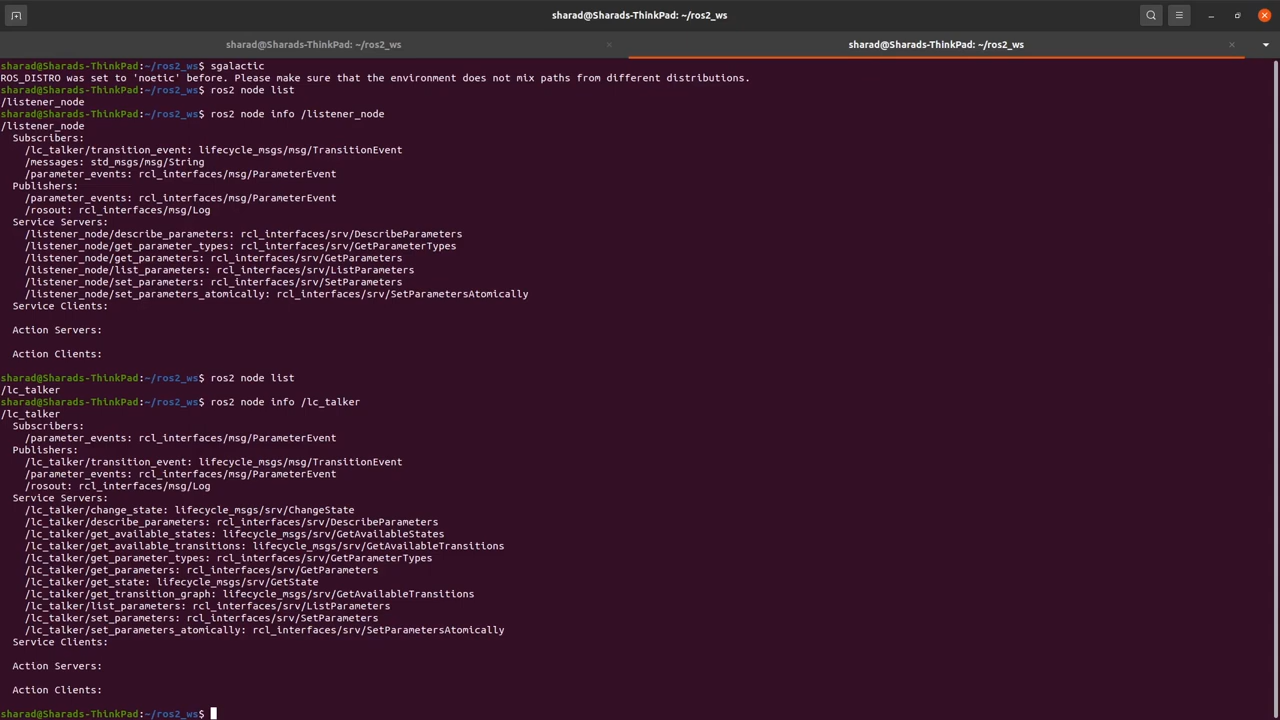 sharad@Sharads-ThinkPad: ~/ros2_ws
sharad@Sharads-ThinkPad: ~/ros2_ws
sharad@Sharads-ThinkPad: ~/ros2_ws
sharad@Sharads-ThinkPad:~/ros2_ws$ sgalactic
ROS_DISTRO was set to 'noetic' before. Please make sure that the environment does not mix paths from different distributions.
sharad@Sharads-ThinkPad:~/ros2_ws$ ros2 node list
/listener_node
sharad@Sharads-ThinkPad:~/ros2_ws$ ros2 node info /listener_node
/listener_node
  Subscribers:
    /lc_talker/transition_event: lifecycle_msgs/msg/TransitionEvent
    /messages: std_msgs/msg/String
    /parameter_events: rcl_interfaces/msg/ParameterEvent
  Publishers:
    /parameter_events: rcl_interfaces/msg/ParameterEvent
    /rosout: rcl_interfaces/msg/Log
  Service Servers:
    /listener_node/describe_parameters: rcl_interfaces/srv/DescribeParameters
    /listener_node/get_parameter_types: rcl_interfaces/srv/GetParameterTypes
    /listener_node/get_parameters: rcl_interfaces/srv/GetParameters
    /listener_node/list_parameters: rcl_interfaces/srv/ListParameters
    /listener_node/set_parameters: rcl_interfaces/srv/SetParameters
    /listener_node/set_parameters_atomically: rcl_interfaces/srv/SetParametersAtomically
  Service Clients:
  Action Servers:
  Action Clients:
sharad@Sharads-ThinkPad:~/ros2_ws$ ros2 node list
/lc_talker
sharad@Sharads-ThinkPad:~/ros2_ws$ ros2 node info /lc_talker
/lc_talker
  Subscribers:
    /parameter_events: rcl_interfaces/msg/ParameterEvent
  Publishers:
    /lc_talker/transition_event: lifecycle_msgs/msg/TransitionEvent
    /parameter_events: rcl_interfaces/msg/ParameterEvent
    /rosout: rcl_interfaces/msg/Log
  Service Servers:
    /lc_talker/change_state: lifecycle_msgs/srv/ChangeState
    /lc_talker/describe_parameters: rcl_interfaces/srv/DescribeParameters
    /lc_talker/get_available_states: lifecycle_msgs/srv/GetAvailableStates
    /lc_talker/get_available_transitions: lifecycle_msgs/srv/GetAvailableTransitions
    /lc_talker/get_parameter_types: rcl_interfaces/srv/GetParameterTypes
    /lc_talker/get_parameters: rcl_interfaces/srv/GetParameters
    /lc_talker/get_state: lifecycle_msgs/srv/GetState
    /lc_talker/get_transition_graph: lifecycle_msgs/srv/GetAvailableTransitions
    /lc_talker/list_parameters: rcl_interfaces/srv/ListParameters
    /lc_talker/set_parameters: rcl_interfaces/srv/SetParameters
    /lc_talker/set_parameters_atomically: rcl_interfaces/srv/SetParametersAtomically
  Service Clients:
  Action Servers:
  Action Clients:
sharad@Sharads-ThinkPad:~/ros2_ws$